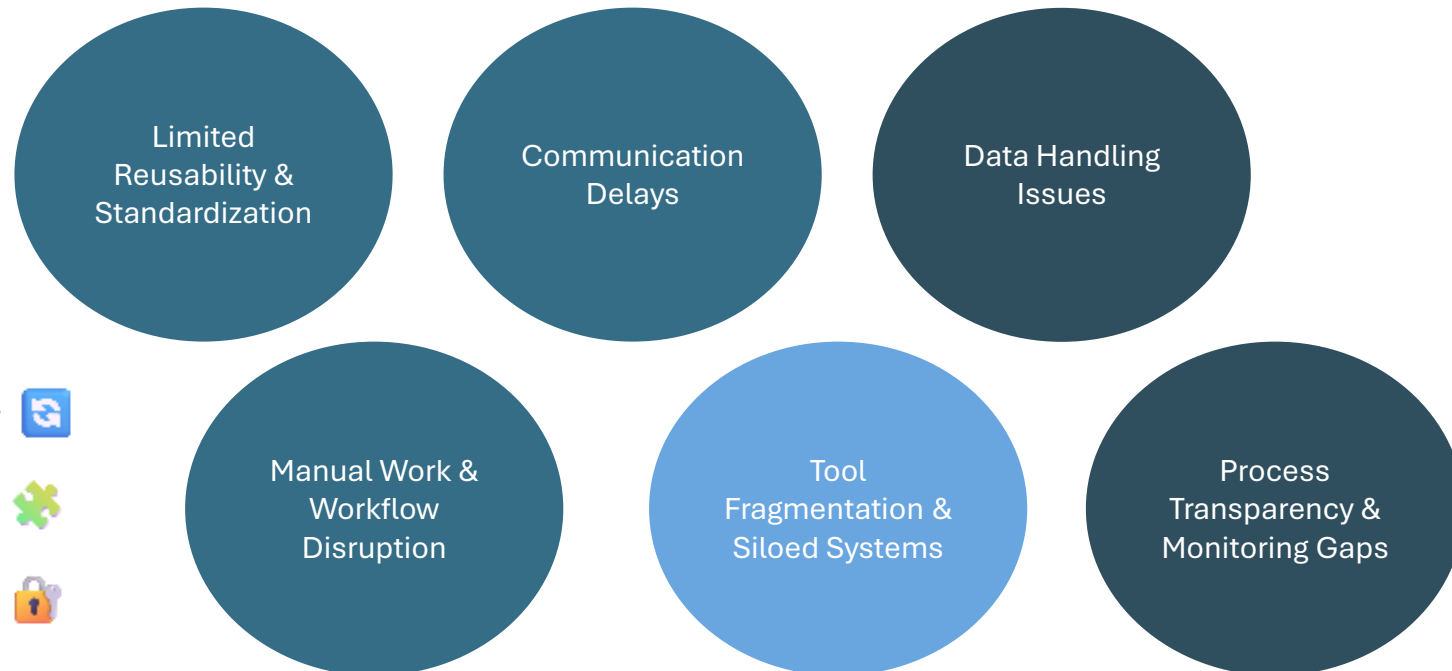 Limited
Reusability &
Standardization
Communication
Delays
Data Handling
Issues
Manual Work &
Workflow
Disruption
Tool
Fragmentation &
Siloed Systems
Process
Transparency &
Monitoring Gaps